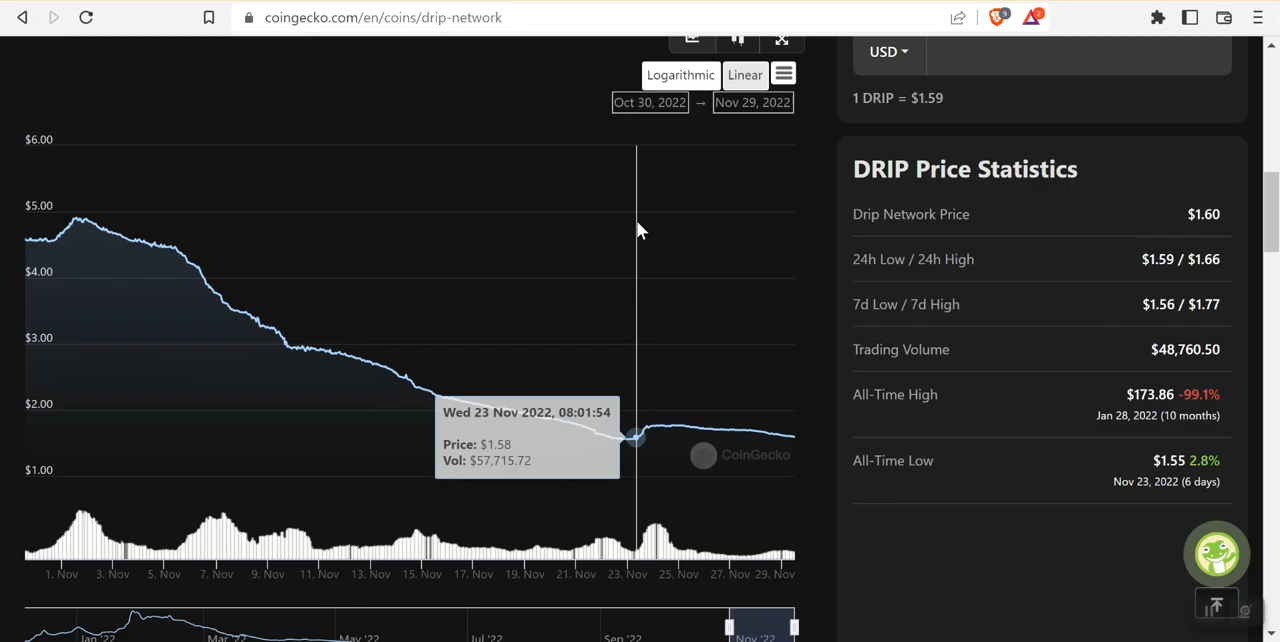 coingecko.com/en/coins/drip-network
9
2
USD
Logarithmic
Linear
Oct 30, 2022 → Nov 29, 2022
1 DRIP = $1.59
$6.00
$5.00
$4.00
$3.00
$2.00
$1.00
Wed 23 Nov 2022, 08:01:54
Price: $1.58
Vol: $57,715.72
CoinGecko
1. Nov 3. Nov 5. Nov 7. Nov 9. Nov 11. Nov 13. Nov 15. Nov 17. Nov 19. Nov 21. Nov 23. Nov 25. Nov 27. Nov 29. Nov
Jan '22 Mar '22 May '22 Jul '22 Sep '22 Nov '22
DRIP Price Statistics
Drip Network Price $1.60
24h Low / 24h High $1.59 / $1.66
7d Low / 7d High $1.56 / $1.77
Trading Volume $48,760.50
All-Time High $173.86 -99.1%
Jan 28, 2022 (10 months)
All-Time Low $1.55 2.8%
Nov 23, 2022 (6 days)